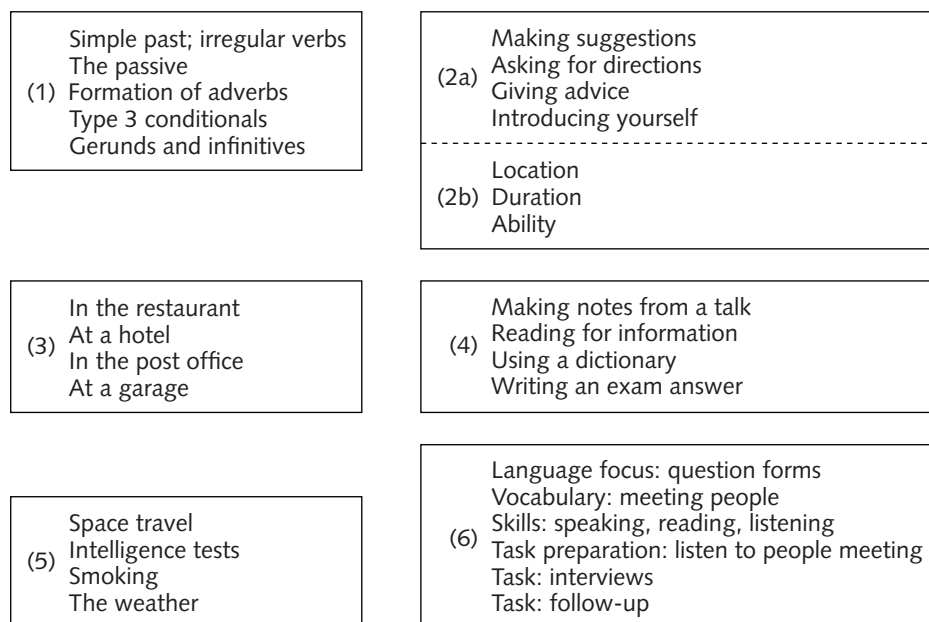 Simple past; irregular verbs
The passive
(1) Formation of adverbs
Type 3 conditionals
Gerunds and infinitives
Making suggestions
(2a) Asking for directions
Giving advice
Introducing yourself
Location
(2b) Duration
Ability
In the restaurant
(3) At a hotel
In the post office
At a garage
Making notes from a talk
(4) Reading for information
Using a dictionary
Writing an exam answer
Space travel
(5) Intelligence tests
Smoking
The weather
Language focus: question forms
Vocabulary: meeting people
Skills: speaking, reading, listening
(6) Task preparation: listen to people meeting
Task: interviews
Task: follow-up